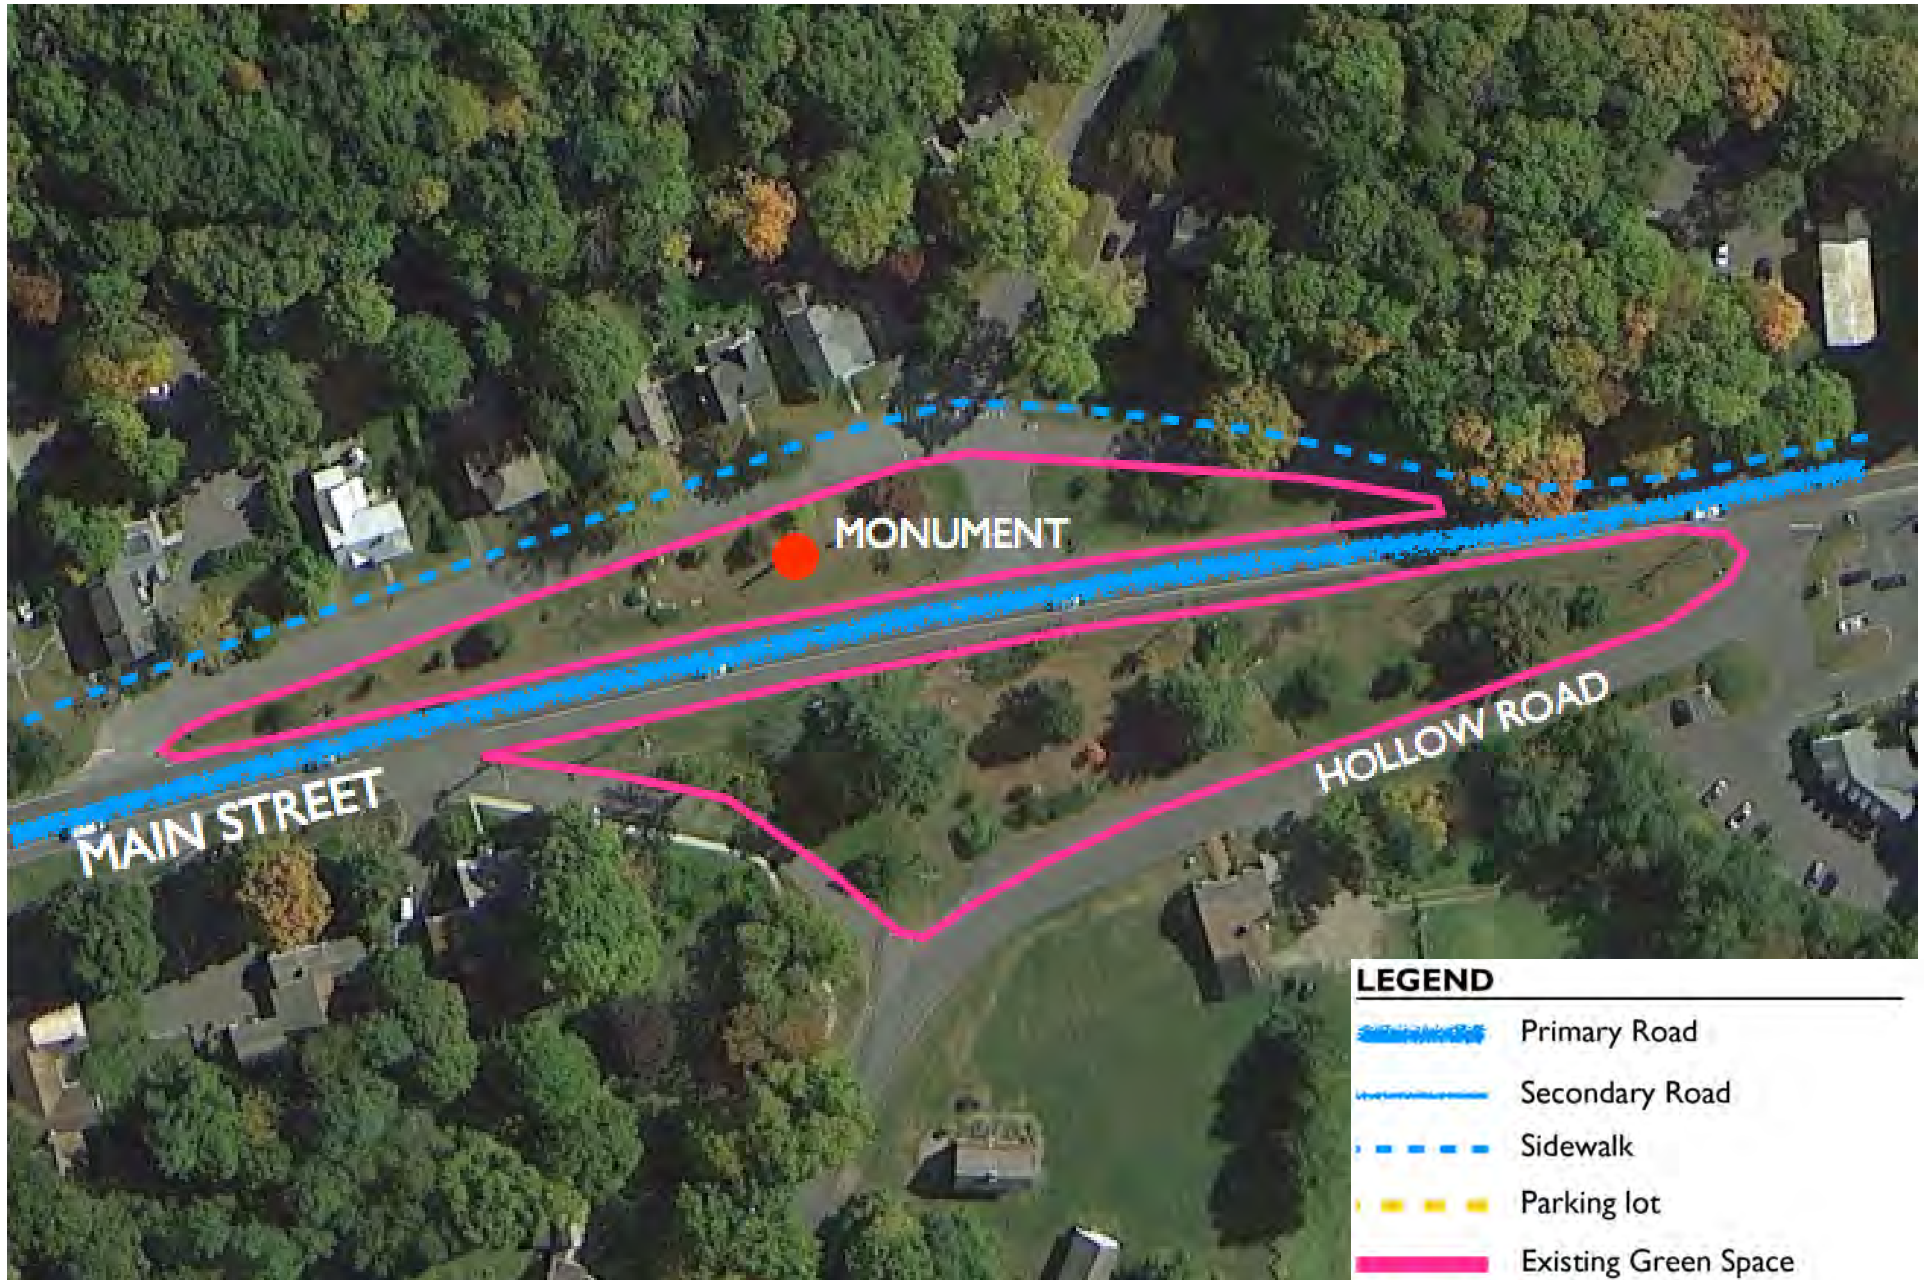 MONUMENT
HOLLOW ROAD
MAIN STREET
LEGEND
Primary Road
Secondary Road
Sidewalk
Parking lot
Existing Green Space